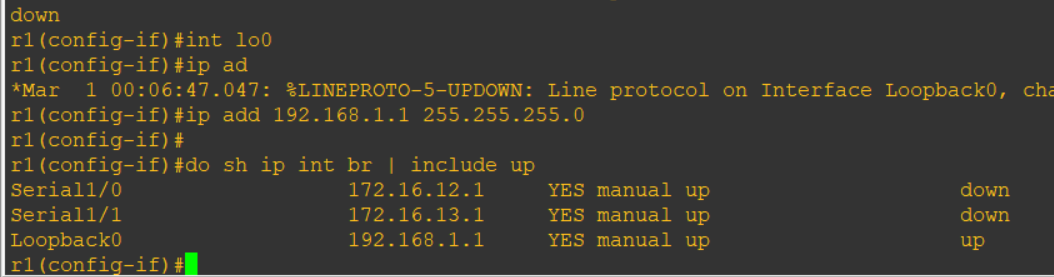 down
r1(config-if)#int lo0
r1(config-if)#ip ad
*Mar  1 00:06:47.047: %LINEPROTO-5-UPDOWN: Line protocol on Interface Loopback0, cha
r1(config-if)#ip add 192.168.1.1 255.255.255.0
r1(config-if)#
r1(config-if)#do sh ip int br | include up
Serial1/0                  172.16.12.1     YES manual up                    down
Serial1/1                  172.16.13.1     YES manual up                    down
Loopback0                  192.168.1.1     YES manual up                    up
r1(config-if)#